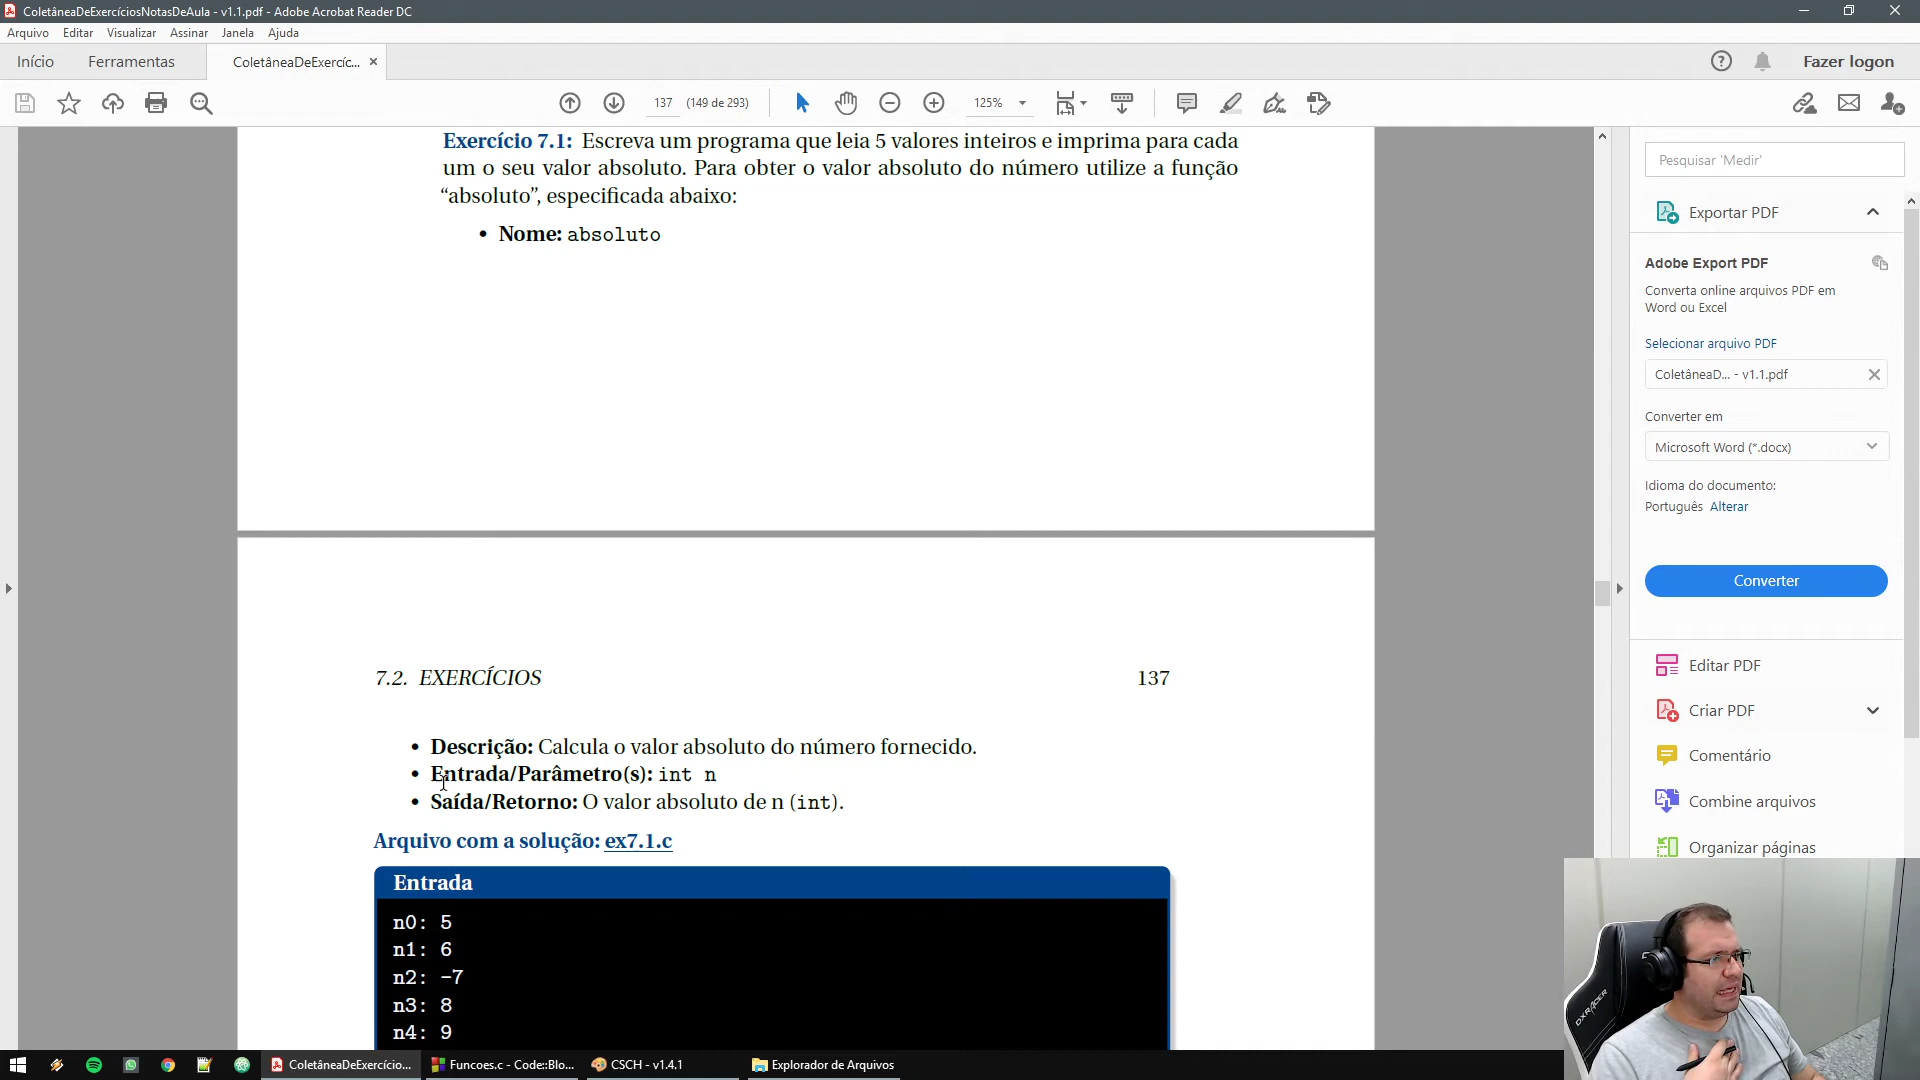 ColetâneaDeExercíciosNotasDeAula - v1.1.pdf - Adobe Acrobat Reader DC
Arquivo Editar Visualizar Assinar Janela Ajuda
Início Ferramentas ColetâneaDeExercíc... Fazer logon
137 (149 de 293) 125%
Exercício 7.1: Escreva um programa que leia 5 valores inteiros e imprima para cada
um o seu valor absoluto. Para obter o valor absoluto do número utilize a função
“absoluto”, especificada abaixo:
• Nome: absoluto
7.2. EXERCÍCIOS 137
• Descrição: Calcula o valor absoluto do número fornecido.
• Entrada/Parâmetro(s): int n
• Saída/Retorno: O valor absoluto de n (int).
Arquivo com a solução: ex7.1.c
Entrada
n0: 5
n1: 6
n2: -7
n3: 8
n4: 9
Pesquisar 'Medir'
Exportar PDF
Adobe Export PDF
Converta online arquivos PDF em
Word ou Excel
Selecionar arquivo PDF
ColetâneaD... - v1.1.pdf
Converter em
Microsoft Word (*.docx)
Idioma do documento:
Português Alterar
Converter
Editar PDF
Criar PDF
Comentário
Combine arquivos
Organizar páginas
DXRACER
ColetâneaDeExercício... Funcoes.c - Code::Blo... CSCH - v1.4.1 Explorador de Arquivos